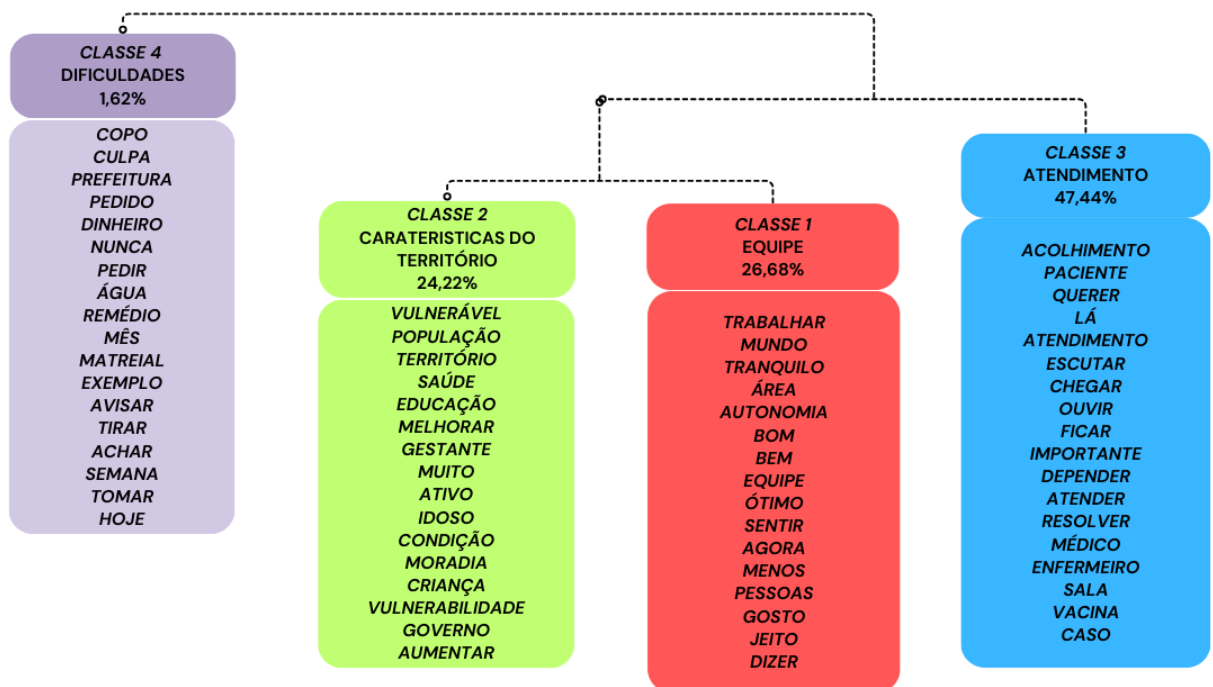 CLASSE 4
DIFICULDADES
1,62%
COPO
CULPA
PREFEITURA
PEDIDO
DINHEIRO
NUNCA
PEDIR
ÁGUA
REMÉDIO
MÊS
MATREIAL
EXEMPLO
AVISAR
TIRAR
ACHAR
SEMANA
TOMAR
HOJE
CLASSE 2
CARATERISTICAS DO
TERRITÓRIO
24,22%
VULNERÁVEL
POPULAÇÃO
TERRITÓRIO
SAÚDE
EDUCAÇÃO
MELHORAR
GESTANTE
MUITO
ATIVO
IDOSO
CONDIÇÃO
MORADIA
CRIANÇA
VULNERABILIDADE
GOVERNO
AUMENTAR
CLASSE 1
EQUIPE
26,68%
TRABALHAR
MUNDO
TRANQUILO
ÁREA
AUTONOMIA
BOM
BEM
EQUIPE
ÓTIMO
SENTIR
AGORA
MENOS
PESSOAS
GOSTO
JEITO
DIZER
CLASSE 3
ATENDIMENTO
47,44%
ACOLHIMENTO
PACIENTE
QUERER
LÁ
ATENDIMENTO
ESCUTAR
CHEGAR
OUVIR
FICAR
IMPORTANTE
DEPENDER
ATENDER
RESOLVER
MÉDICO
ENFERMEIRO
SALA
VACINA
CASO